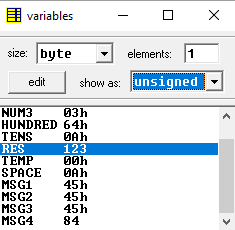 variables
size: byte elements: 1
edit show as: unsigned
NUM3 03h
HUNDRED 64h
TENS 0Ah
RES 123
TEMP 00h
SPACE 0Ah
MSG1 45h
MSG2 45h
MSG3 45h
MSG4 84